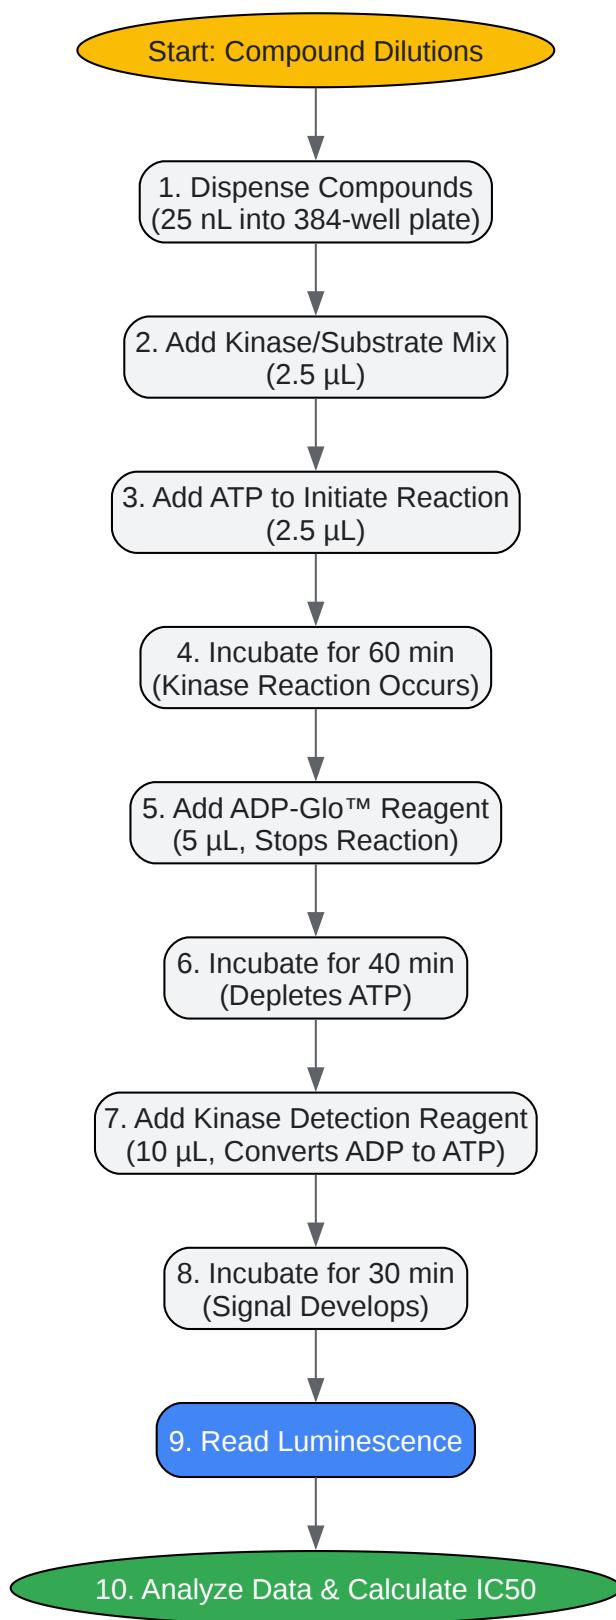 Start: Compound Dilutions
1. Dispense Compounds
(25 nL into 384-well plate)
2. Add Kinase/Substrate Mix
(2.5 µL)
3. Add ATP to Initiate Reaction
(2.5 µL)
4. Incubate for 60 min
(Kinase Reaction Occurs)
5. Add ADP-Glo™ Reagent
(5 µL, Stops Reaction)
6. Incubate for 40 min
(Depletes ATP)
7. Add Kinase Detection Reagent
(10 µL, Converts ADP to ATP)
8. Incubate for 30 min
(Signal Develops)
9. Read Luminescence
10. Analyze Data & Calculate IC50